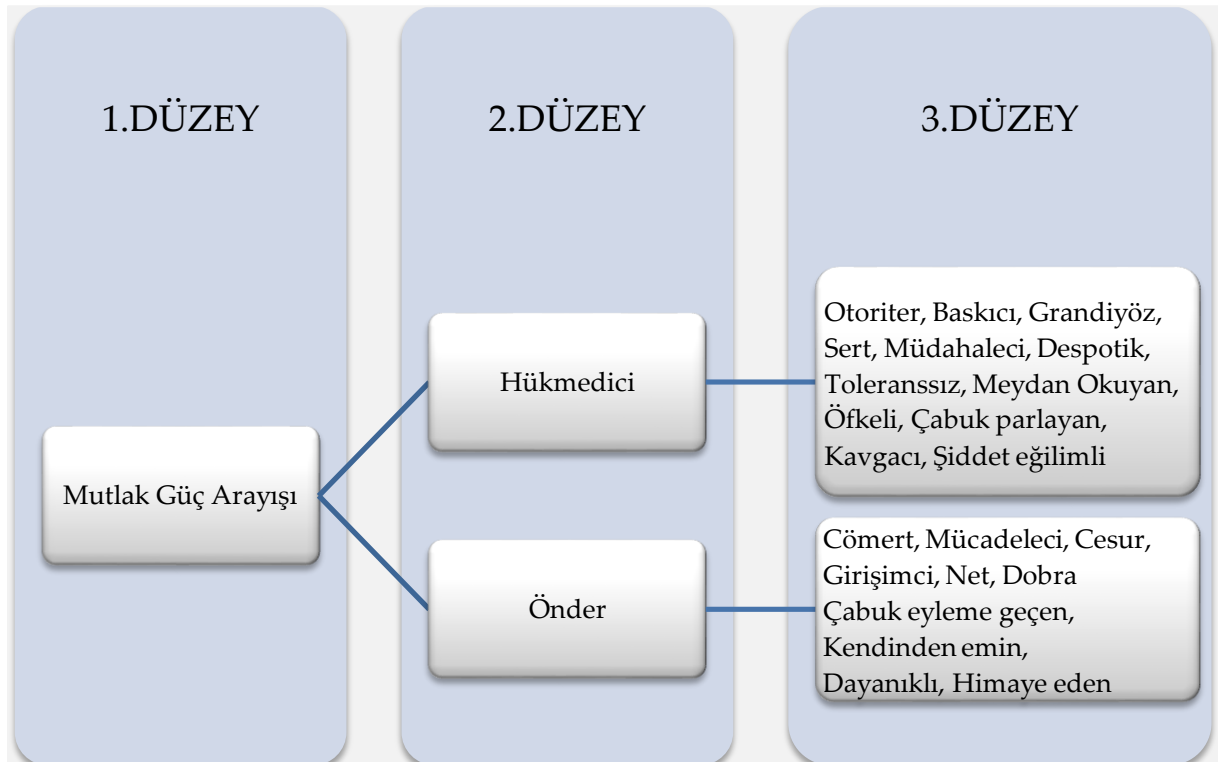 1.DÜZEY
2.DÜZEY
3.DÜZEY
Mutlak Güç Arayışı
Hükmedici
Önder
Otoriter, Baskıcı, Grandiyöz,
Sert, Müdahaleci, Despotik,
Toleranssız, Meydan Okuyan,
Öfkeli, Çabuk parlayan,
Kavgacı, Şiddet eğilimli
Cömert, Mücadeleci, Cesur,
Girişimci, Net, Dobra
Çabuk eyleme geçen,
Kendinden emin,
Dayanıklı, Himaye eden